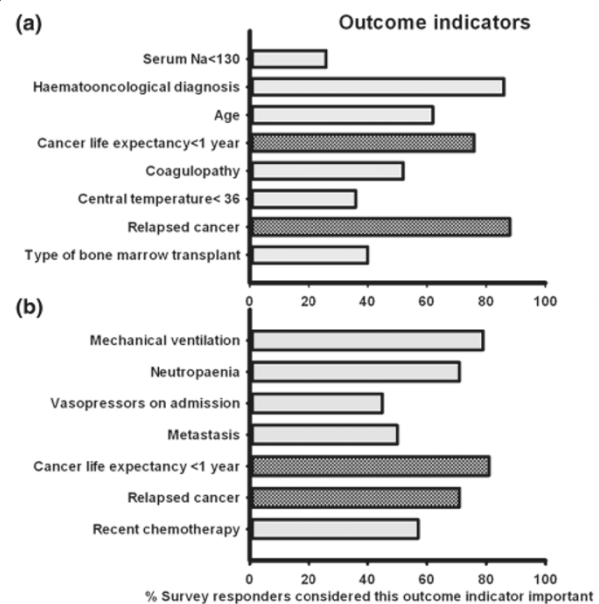 (a)
Outcome indicators
Serum Na<130
Haematooncological diagnosis
Age
Cancer life expectancy<1 year
Coagulopathy
Central temperature< 36
Relapsed cancer
Type of bone marrow transplant
0 20 40 60 80 100
(b)
Mechanical ventilation
Neutropaenia
Vasopressors on admission
Metastasis
Cancer life expectancy <1 year
Relapsed cancer
Recent chemotherapy
0 20 40 60 80 100
% Survey responders considered this outcome indicator important